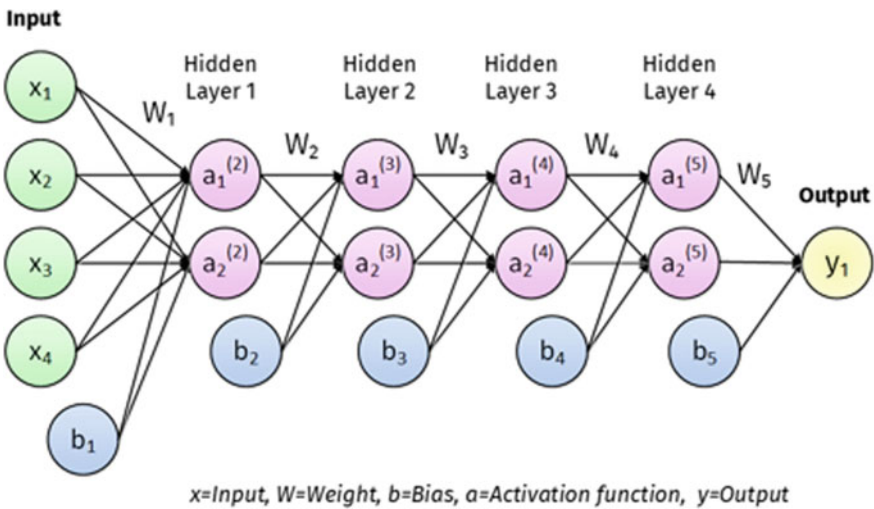 Input
Hidden Layer 1
Hidden Layer 2
Hidden Layer 3
Hidden Layer 4
x₁
W₁
W₂
W₃
W₄
W₅
x₂
a₁⁽²⁾
a₁⁽³⁾
a₁⁽⁴⁾
a₁⁽⁵⁾
Output
x₃
a₂⁽²⁾
a₂⁽³⁾
a₂⁽⁴⁾
a₂⁽⁵⁾
y₁
x₄
b₂
b₃
b₄
b₅
b₁
x=Input, W=Weight, b=Bias, a=Activation function, y=Output